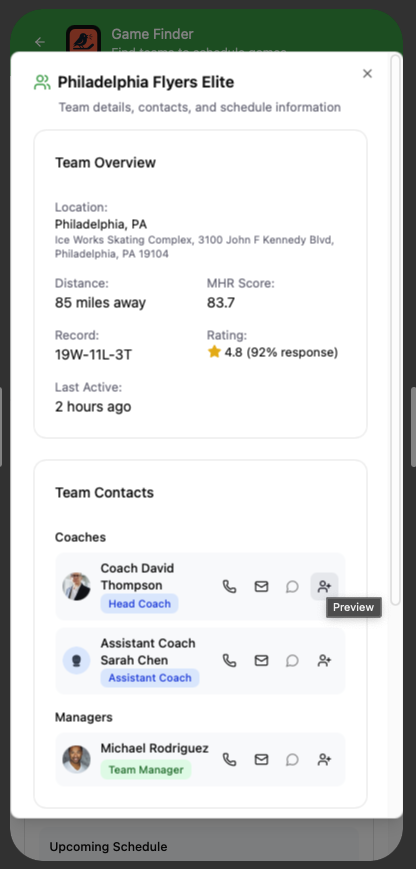 Game Finder
Find teams to schedule games
Philadelphia Flyers Elite
Team details, contacts, and schedule information
Team Overview
Location:
Philadelphia, PA
Ice Works Skating Complex, 3100 John F Kennedy Blvd,
Philadelphia, PA 19104
Distance:
85 miles away
MHR Score:
83.7
Record:
19W-11L-3T
Rating:
4.8 (92% response)
Last Active:
2 hours ago
Team Contacts
Coaches
Coach David
Thompson
Head Coach
Preview
Assistant Coach
Sarah Chen
Assistant Coach
Managers
Michael Rodriguez
Team Manager
Upcoming Schedule